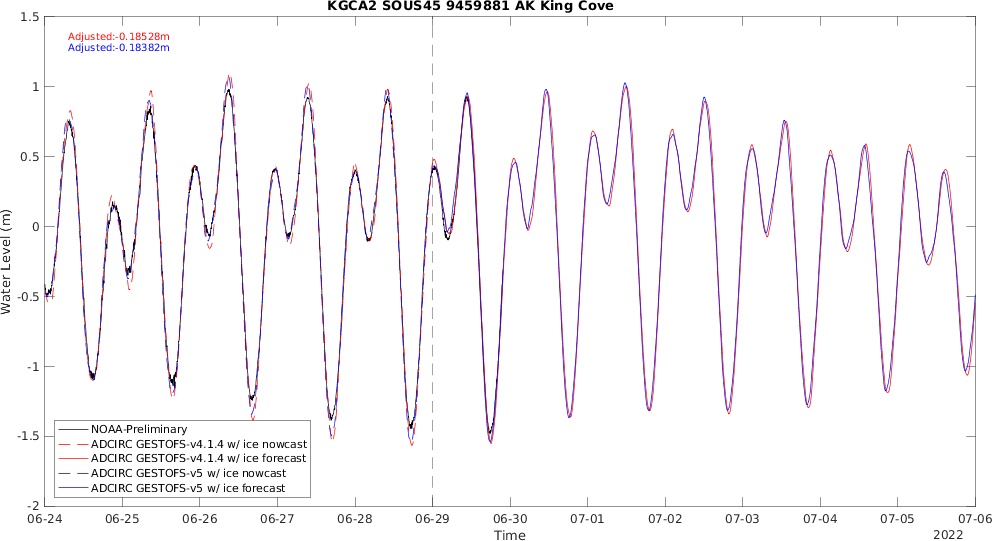 KGCA2 SOUS45 9459881 AK King Cove
Adjusted:-0.18528m
Adjusted:-0.18382m
1.5
1
0.5
0
-0.5
-1
-1.5
-2
Water Level (m)
NOAA-Preliminary
ADCIRC GESTOFS-v4.1.4 w/ ice nowcast
ADCIRC GESTOFS-v4.1.4 w/ ice forecast
ADCIRC GESTOFS-v5 w/ ice nowcast
ADCIRC GESTOFS-v5 w/ ice forecast
06-24 06-25 06-26 06-27 06-28 06-29 06-30 07-01 07-02 07-03 07-04 07-05 07-06
Time
2022